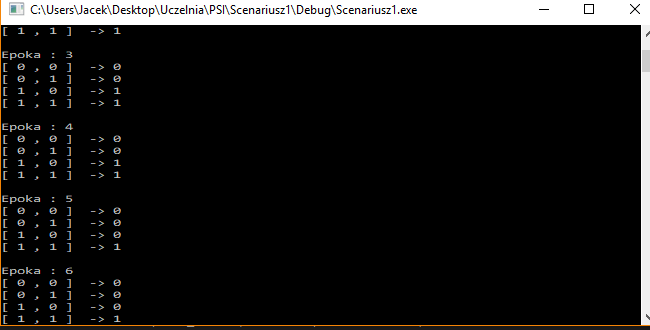 C:\Users\Jacek\Desktop\Uczelnia\PSI\Scenariusz1\Debug\Scenariusz1.exe
[ 1 , 1 ]  -> 1
Epoka : 3
[ 0 , 0 ]  -> 0
[ 0 , 1 ]  -> 0
[ 1 , 0 ]  -> 1
[ 1 , 1 ]  -> 1
Epoka : 4
[ 0 , 0 ]  -> 0
[ 0 , 1 ]  -> 0
[ 1 , 0 ]  -> 1
[ 1 , 1 ]  -> 1
Epoka : 5
[ 0 , 0 ]  -> 0
[ 0 , 1 ]  -> 0
[ 1 , 0 ]  -> 0
[ 1 , 1 ]  -> 1
Epoka : 6
[ 0 , 0 ]  -> 0
[ 0 , 1 ]  -> 0
[ 1 , 0 ]  -> 0
[ 1 , 1 ]  -> 1